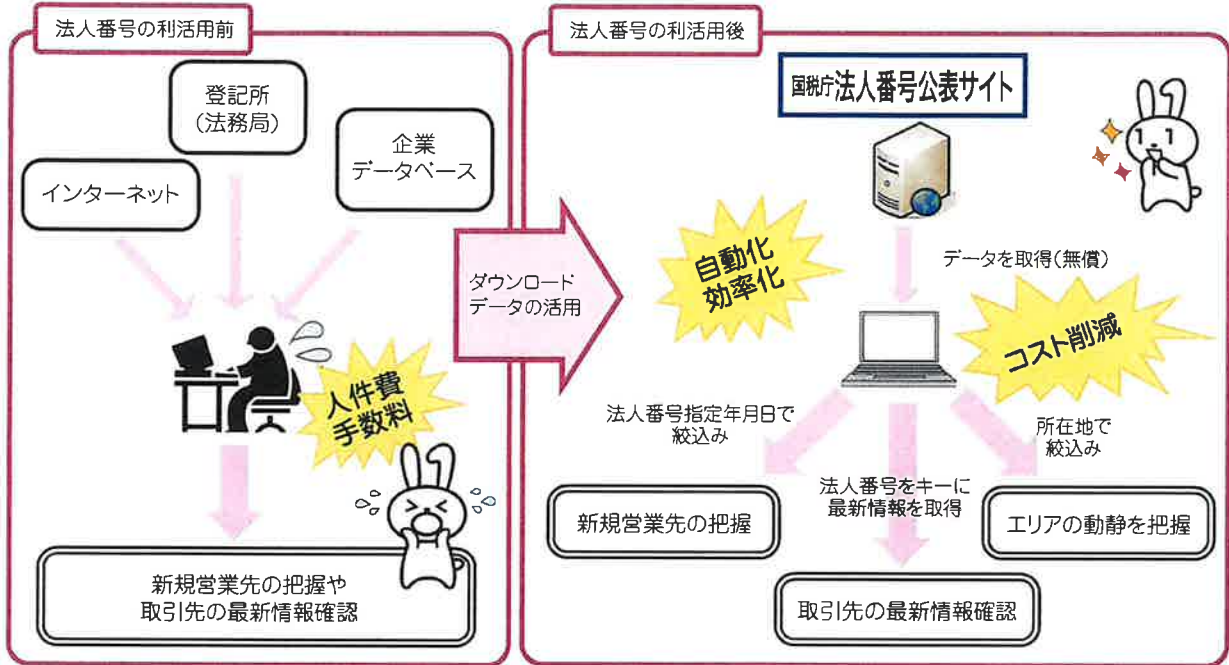 法人番号の利活用前
登記所
(法務局)
企業
データベース
インターネット
人件費
手数料
新規営業先の把握や
取引先の最新情報確認
ダウンロード
データの活用
法人番号の利活用後
国税庁法人番号公表サイト
自動化
効率化
データを取得(無償)
コスト削減
法人番号指定年月日で
絞込み
所在地で
絞込み
法人番号をキーに
最新情報を取得
新規営業先の把握
エリアの動静を把握
取引先の最新情報確認